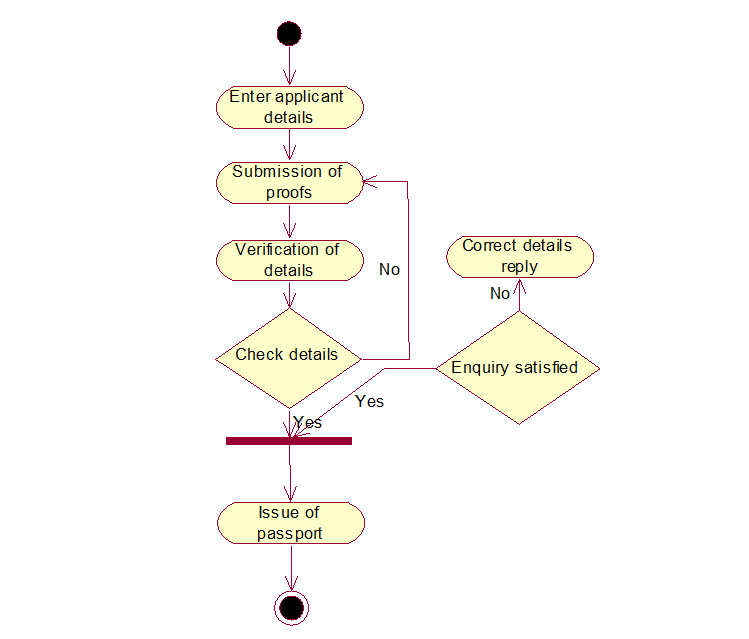 Enter applicant
details
Submission of
proofs
Verification of
details
Correct details
reply
No
No
Check details
Enquiry satisfied
Yes
Yes
Issue of
passport